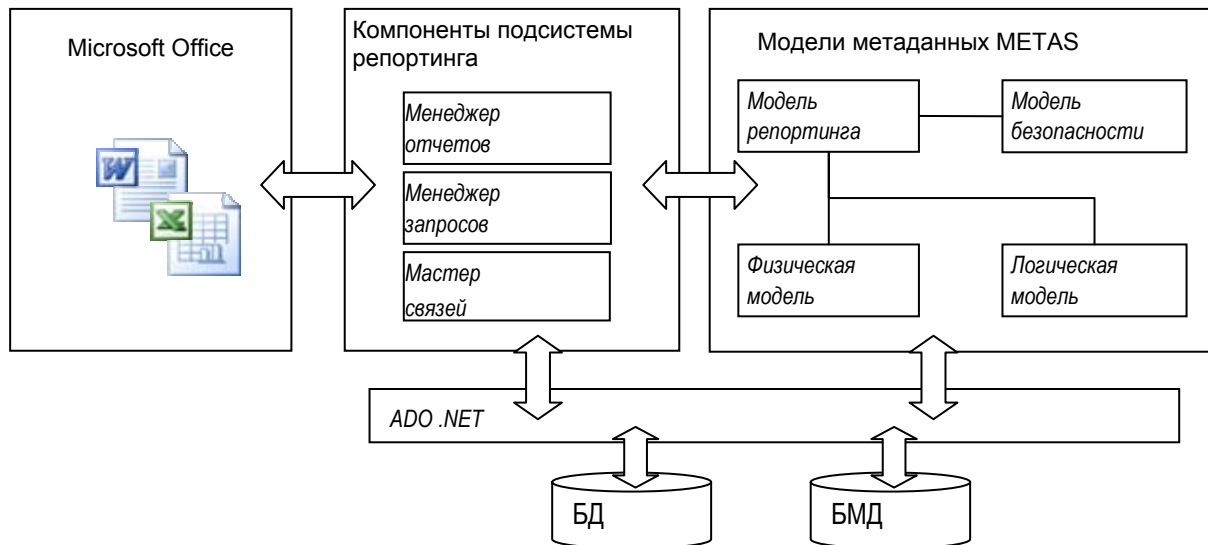 Microsoft Office
W
X
Компоненты подсистемы
репортинга
Менеджер
отчетов
Менеджер
запросов
Мастер
связей
Модели метаданных METAS
Модель
репортинга
Модель
безопасности
Физическая
модель
Логическая
модель
ADO .NET
БД
БМД